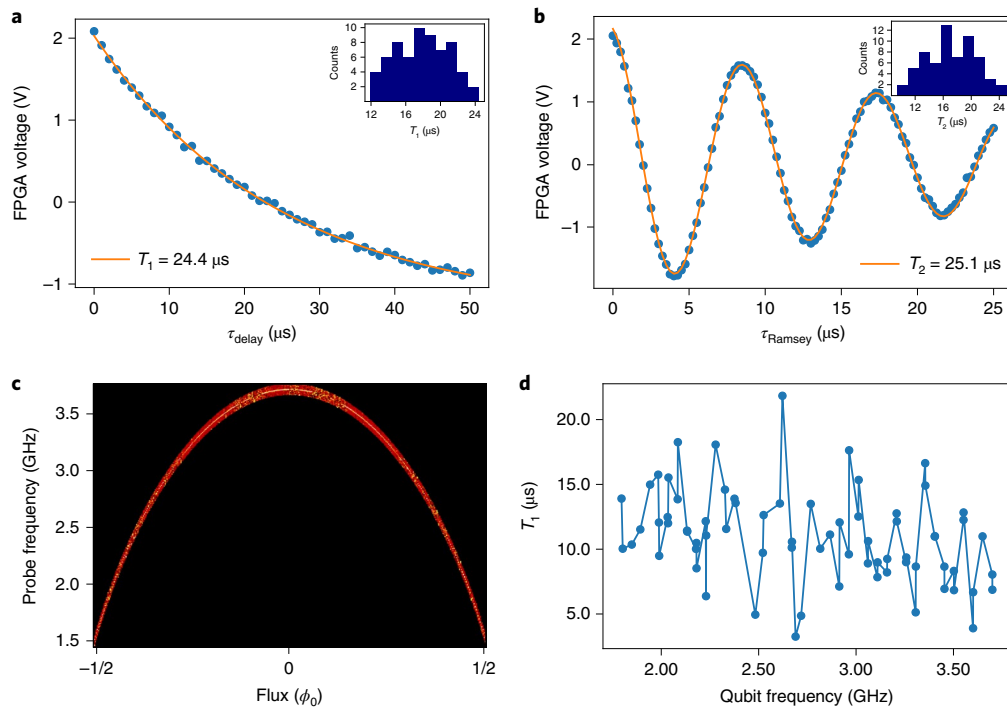 a
FPGA voltage (V)
2
1
0
−1
0 10 20 30 40 50
τdelay (μs)
T1 = 24.4 μs
Counts
10
8
6
4
2
12 16 20 24
T1 (μs)
b
FPGA voltage (V)
2
1
0
−1
0 5 10 15 20 25
τRamsey (μs)
T2 = 25.1 μs
Counts
12
10
8
6
4
2
12 16 20 24
T2 (μs)
c
Probe frequency (GHz)
3.5
3.0
2.5
2.0
1.5
−1/2 0 1/2
Flux (ϕ0)
d
T1 (μs)
20.0
15.0
10.0
5.0
2.00 2.50 3.00 3.50
Qubit frequency (GHz)